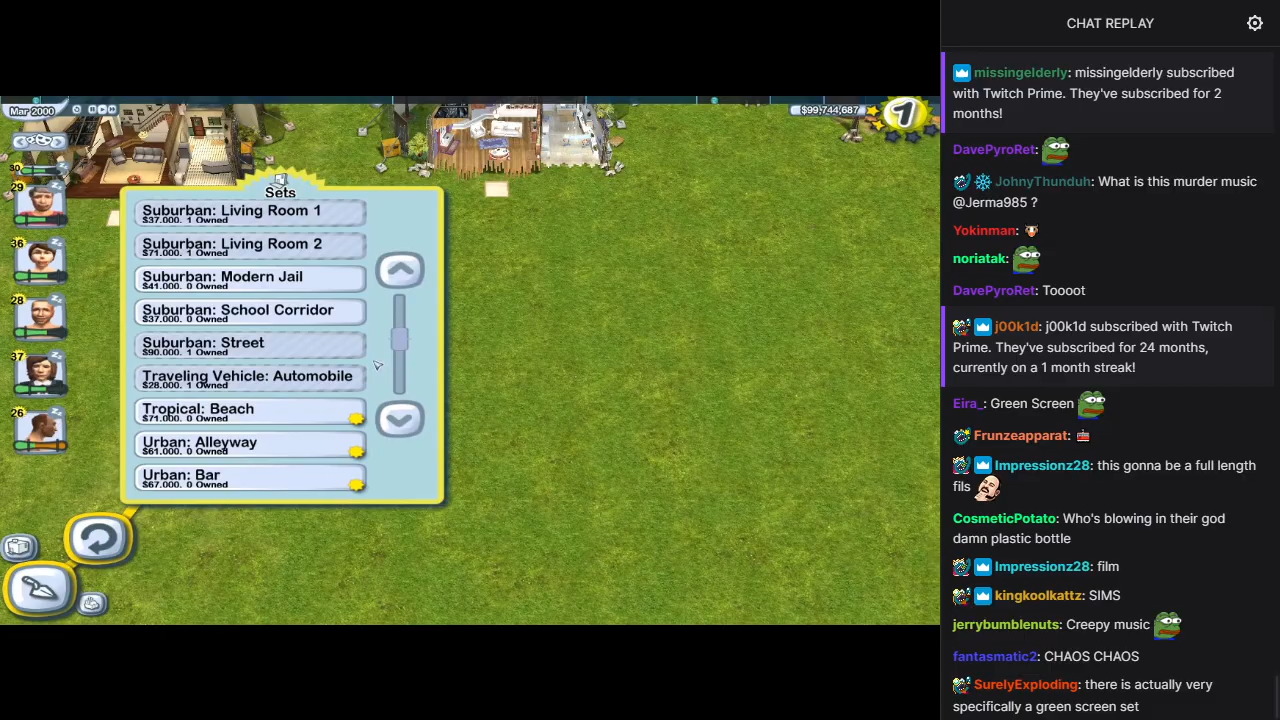 Mar 2000
$99,744,687
1
30
29
36
28
37
26
Sets
Suburban: Living Room 1
$37,000. 1 Owned
Suburban: Living Room 2
$71,000. 1 Owned
Suburban: Modern Jail
$41,000. 0 Owned
Suburban: School Corridor
$37,000. 0 Owned
Suburban: Street
$90,000. 1 Owned
Traveling Vehicle: Automobile
$28,000. 1 Owned
Tropical: Beach
$71,000. 0 Owned
Urban: Alleyway
$61,000. 0 Owned
Urban: Bar
$67,000. 0 Owned
CHAT REPLAY
missingelderly: missingelderly subscribed
with Twitch Prime. They've subscribed for 2
months!
DavePyroRet:
JohnyThunduh: What is this murder music
@Jerma985 ?
Yokinman:
noriatak:
DavePyroRet: Toooot
j00k1d: j00k1d subscribed with Twitch
Prime. They've subscribed for 24 months,
currently on a 1 month streak!
Eira_: Green Screen
Frunzeapparat:
Impressionz28: this gonna be a full length
fils
CosmeticPotato: Who's blowing in their god
damn plastic bottle
Impressionz28: film
kingkoolkattz: SIMS
jerrybumblenuts: Creepy music
fantasmatic2: CHAOS CHAOS
SurelyExploding: there is actually very
specifically a green screen set